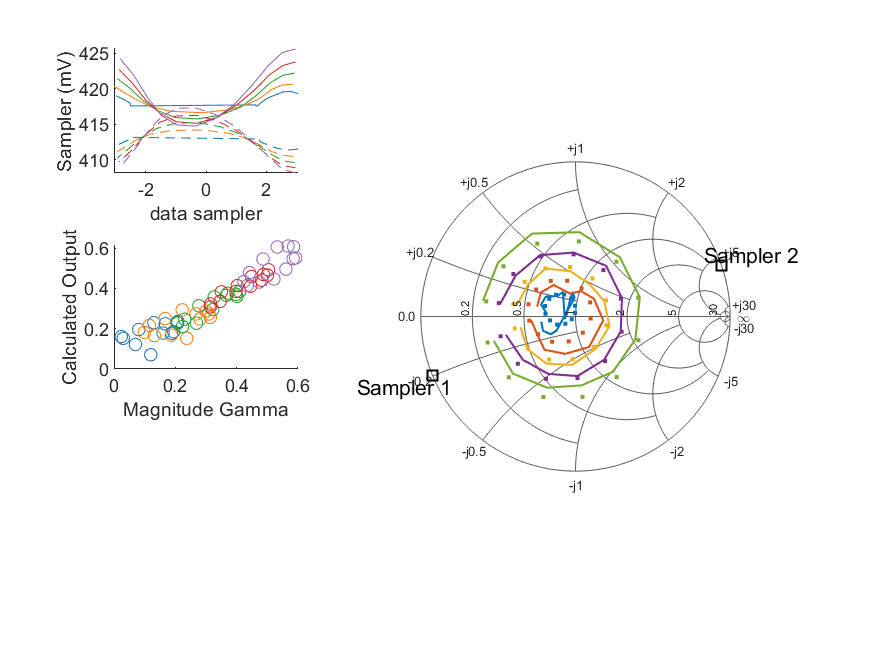 425
420
415
410
Sampler (mV)
-2 0 2
data sampler
0.6
0.4
0.2
0
Calculated Output
0 0.2 0.4 0.6
Magnitude Gamma
+j1
+j0.5
+j2
+j0.2
+j5
Sampler 2
+j30
0.0
0.2
0.5
1
2
5
30
∞
-j30
Sampler 1
-j5
-j0.5
-j2
-j1